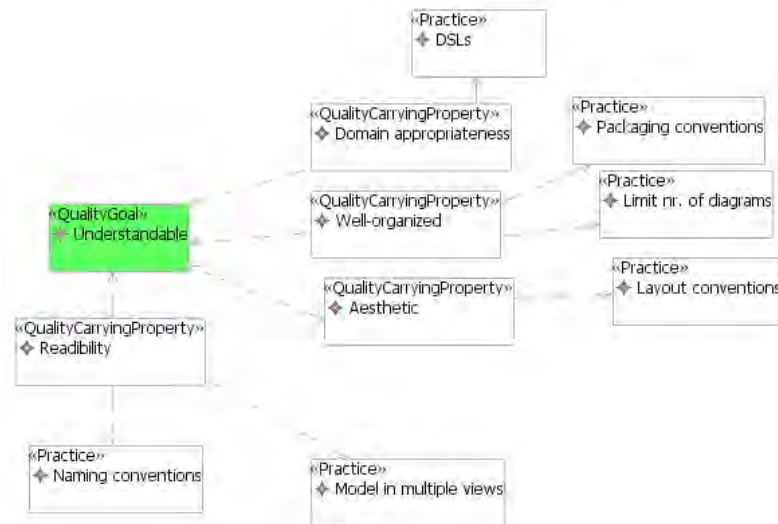 «Practice»
DSLs
«QualityCarryingProperty»
Domain appropriateness
«Practice»
Packaging conventions
«Practice»
Limit nr. of diagrams
«QualityCarryingProperty»
Well-organized
«QualityGoal»
Understandable
«Practice»
Layout conventions
«QualityCarryingProperty»
Aesthetic
«QualityCarryingProperty»
Readibility
«Practice»
Naming conventions
«Practice»
Model in multiple views